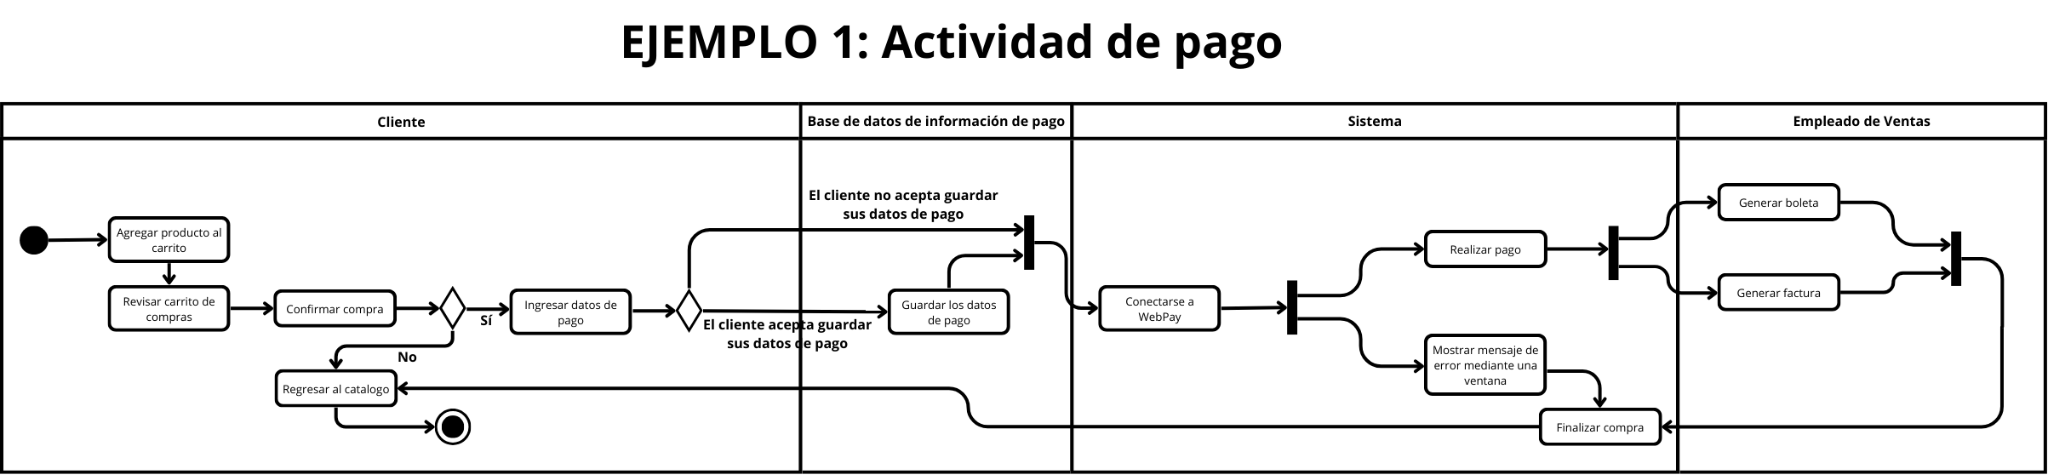 EJEMPLO 1: Actividad de pago
Cliente
Base de datos de información de pago
Sistema
Empleado de Ventas
Agregar producto al
carrito
Revisar carrito de
compras
Confirmar compra
Sí
No
Regresar al catalogo
Ingresar datos de
pago
El cliente no acepta guardar
sus datos de pago
El cliente acepta guardar
sus datos de pago
Guardar los datos
de pago
Conectarse a
WebPay
Realizar pago
Mostrar mensaje de
error mediante una
ventana
Finalizar compra
Generar boleta
Generar factura